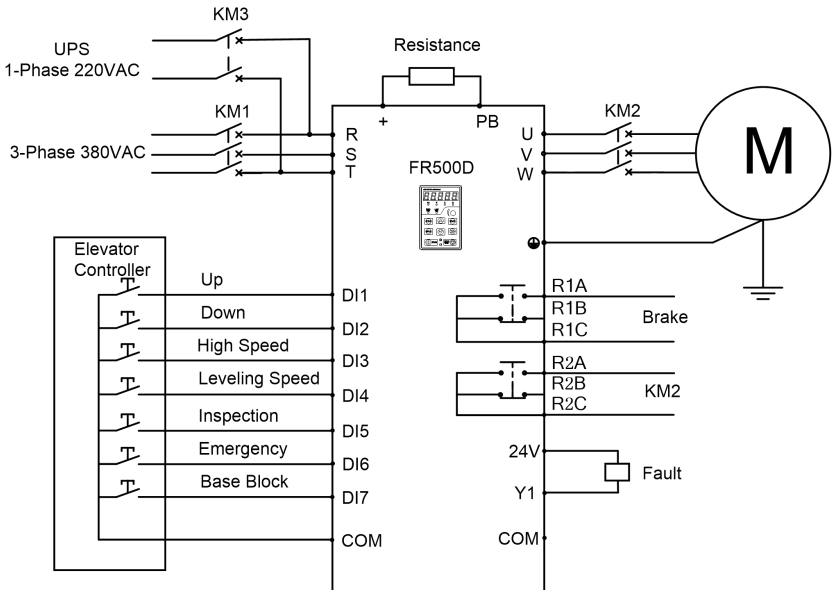 KM3
UPS
1-Phase 220VAC
Resistance
+
PB
KM1
KM2
3-Phase 380VAC
R
S
T
U
V
W
M
FR500D
Elevator
Controller
Up
DI1
Down
DI2
High Speed
DI3
Leveling Speed
DI4
Inspection
DI5
Emergency
DI6
Base Block
DI7
COM
R1A
R1B
R1C
Brake
R2A
R2B
R2C
KM2
24V
Y1
Fault
COM